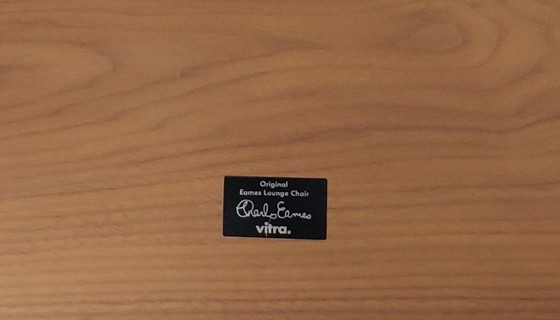 Original
Eames Lounge Chair
Charles Eames
vitra.